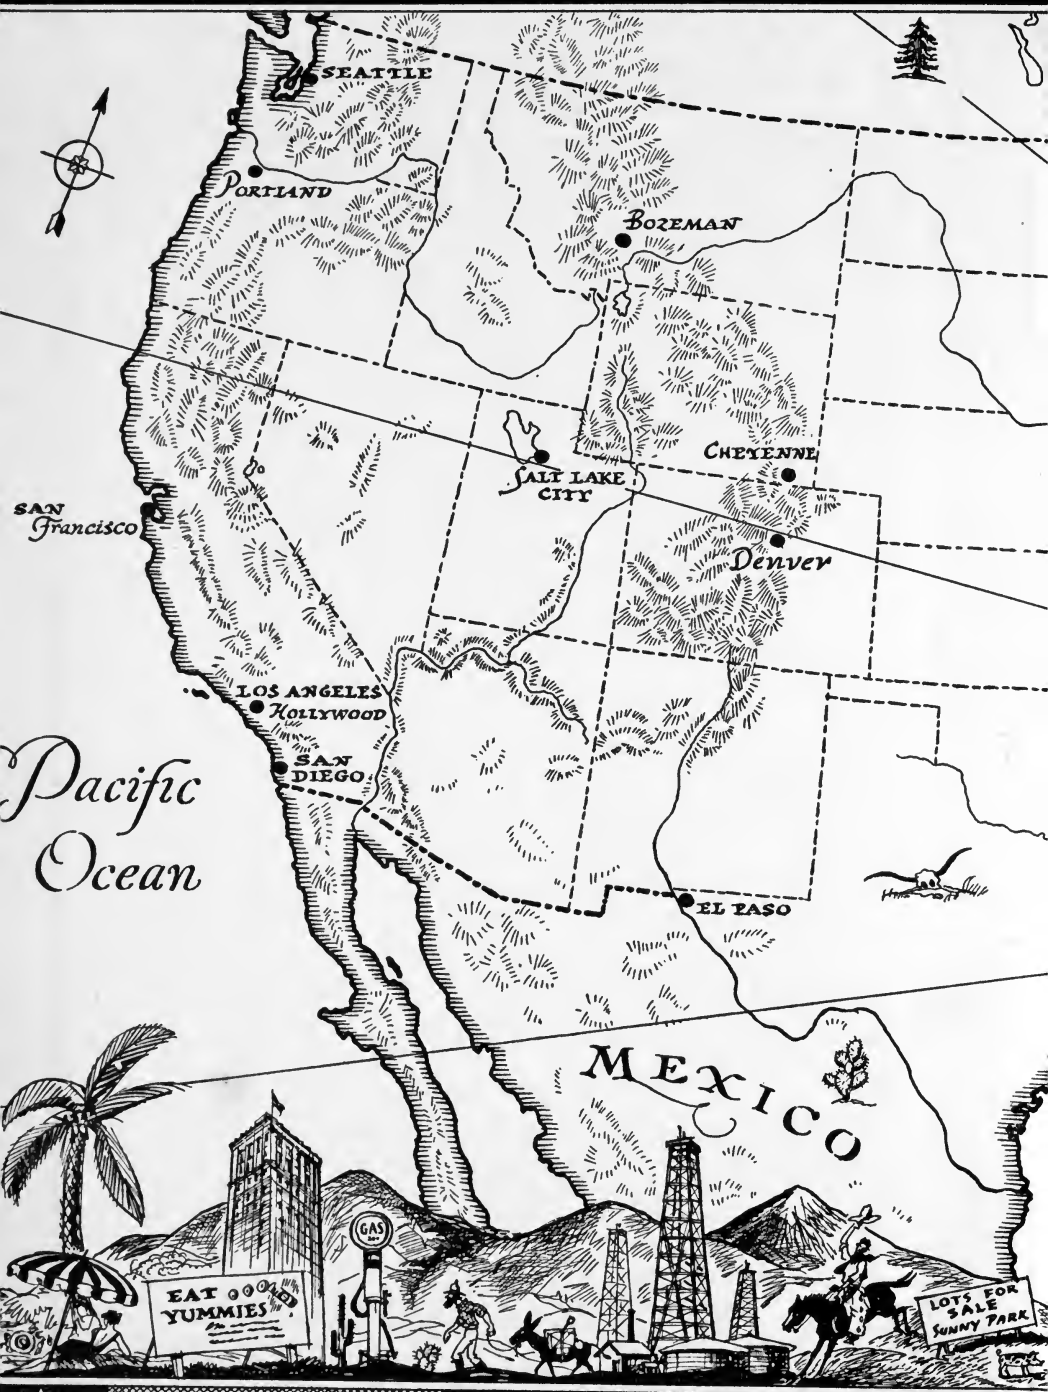 SEATTLE
PORTLAND
BOZEMAN
CHEYENNE
SALT LAKE
CITY
SAN
Francisco
Denver
LOS ANGELES
HOLLYWOOD
SAN
DIEGO
Pacific
Ocean
EL PASO
MEXICO
GAS
EAT
YUMMIES
LOTS FOR
SALE
SUNNY PARK